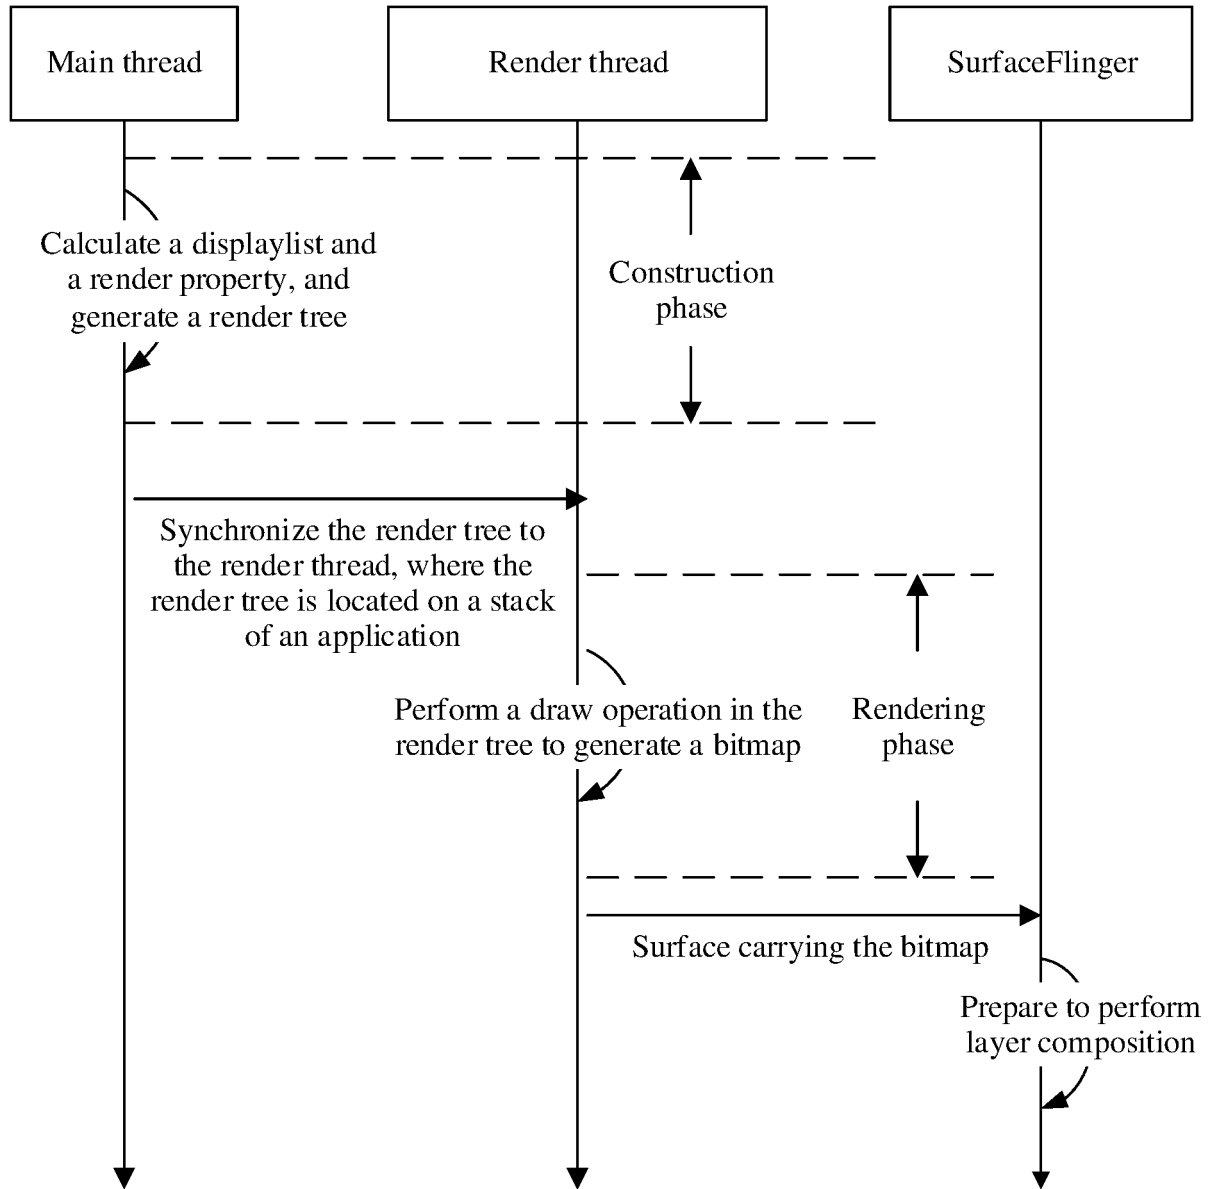 Main thread
Render thread
SurfaceFlinger
Calculate a displaylist and
a render property, and
generate a render tree
Construction
phase
Synchronize the render tree to
the render thread, where the
render tree is located on a stack
of an application
Perform a draw operation in the
render tree to generate a bitmap
Rendering
phase
Surface carrying the bitmap
Prepare to perform
layer composition